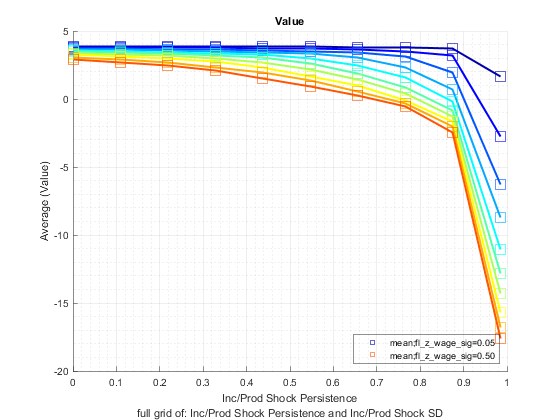 Value
5
0
-5
-10
-15
-20
Average (Value)
mean;fl_z_wage_sig=0.05
mean;fl_z_wage_sig=0.50
0 0.1 0.2 0.3 0.4 0.5 0.6 0.7 0.8 0.9 1
Inc/Prod Shock Persistence
full grid of: Inc/Prod Shock Persistence and Inc/Prod Shock SD